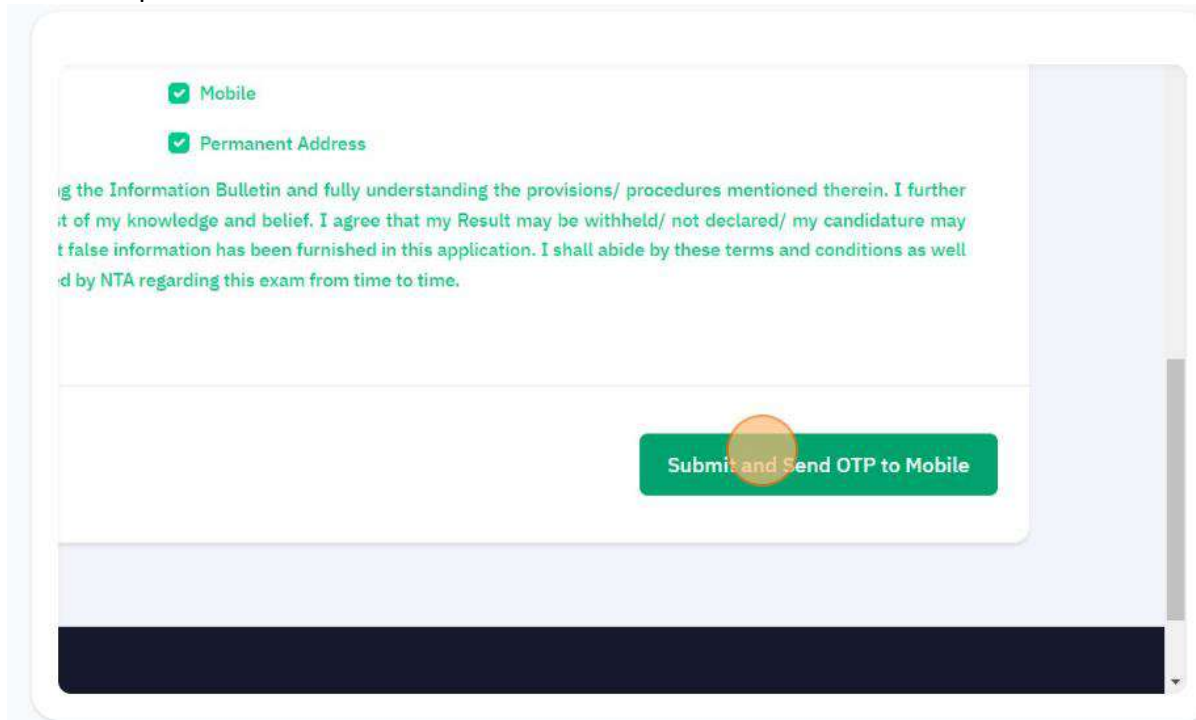 Mobile
Permanent Address
g the Information Bulletin and fully understanding the provisions/ procedures mentioned therein. I further
t of my knowledge and belief. I agree that my Result may be withheld/ not declared/ my candidature may
t false information has been furnished in this application. I shall abide by these terms and conditions as well
d by NTA regarding this exam from time to time.
Submit and Send OTP to Mobile